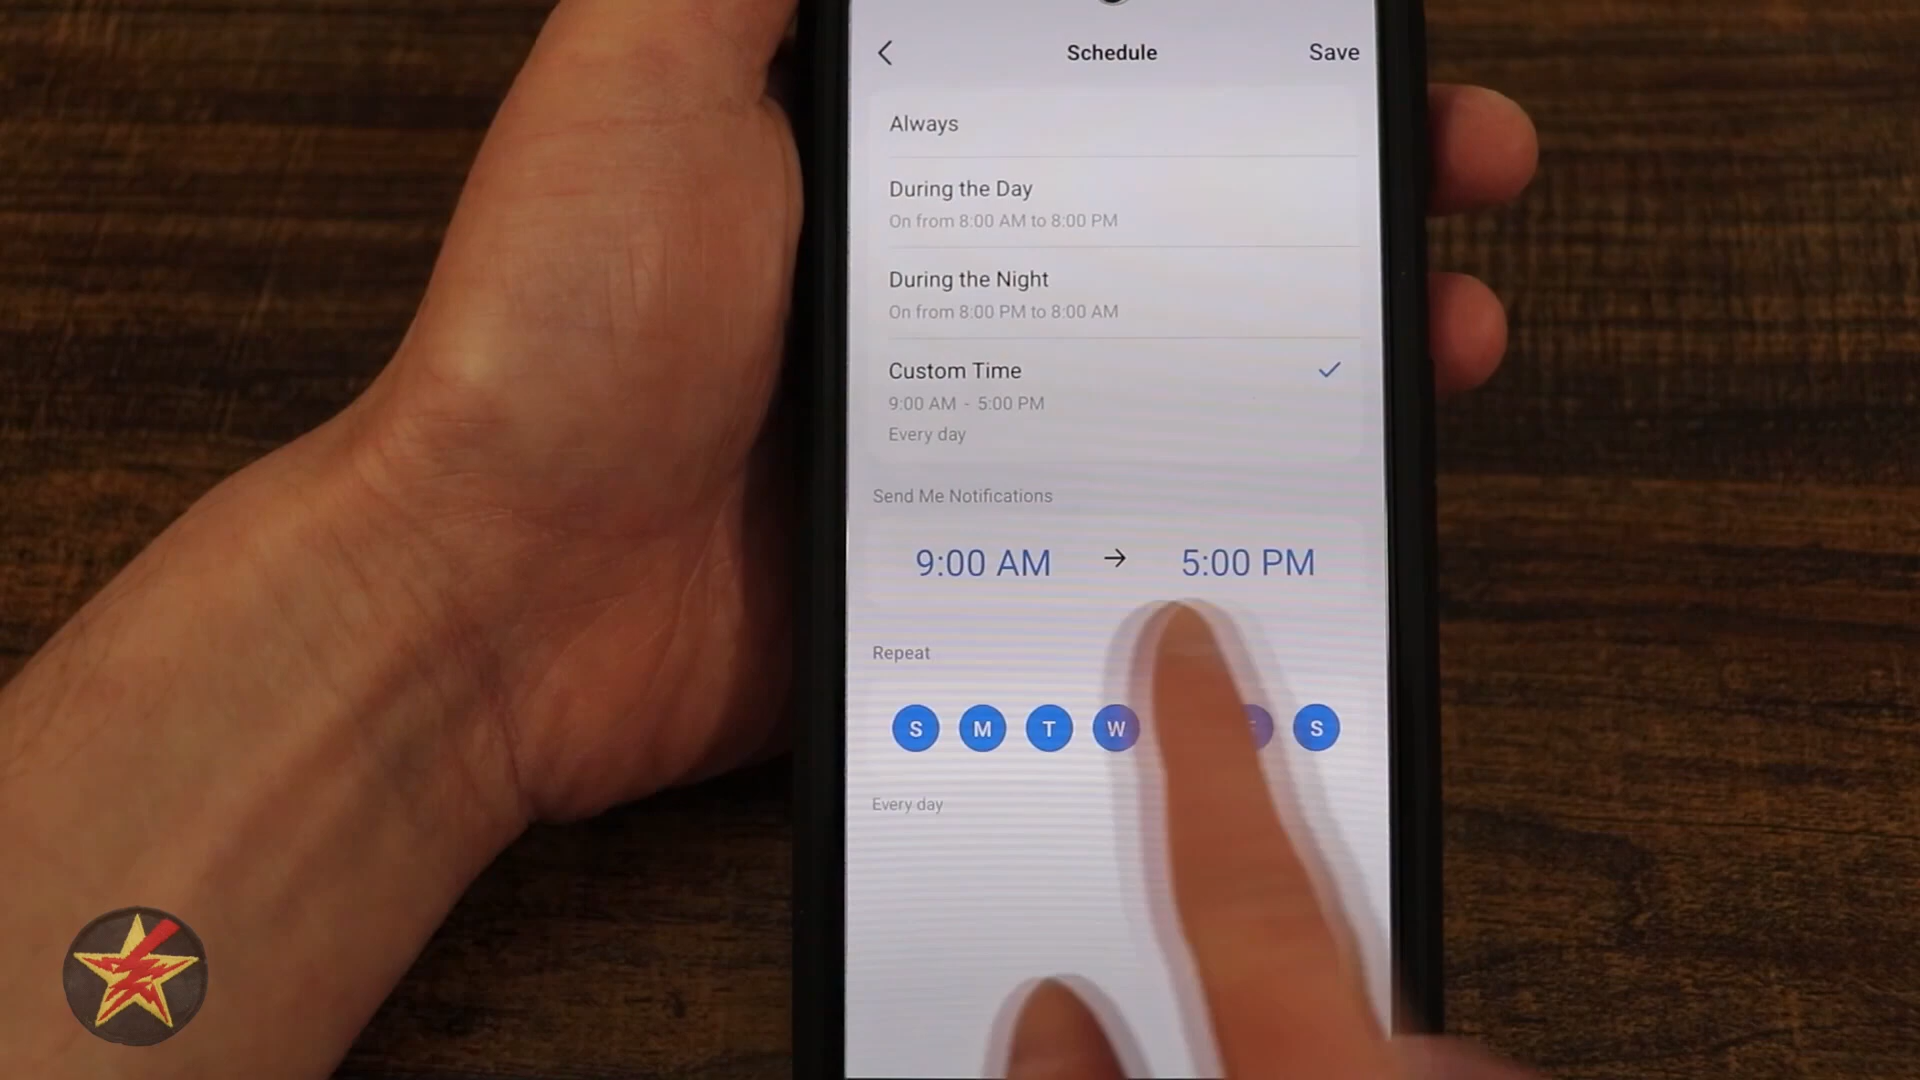 Schedule
Save
Always
During the Day
On from 8:00 AM to 8:00 PM
During the Night
On from 8:00 PM to 8:00 AM
Custom Time
9:00 AM - 5:00 PM
Every day
Send Me Notifications
9:00 AM → 5:00 PM
Repeat
S M T W S
Every day